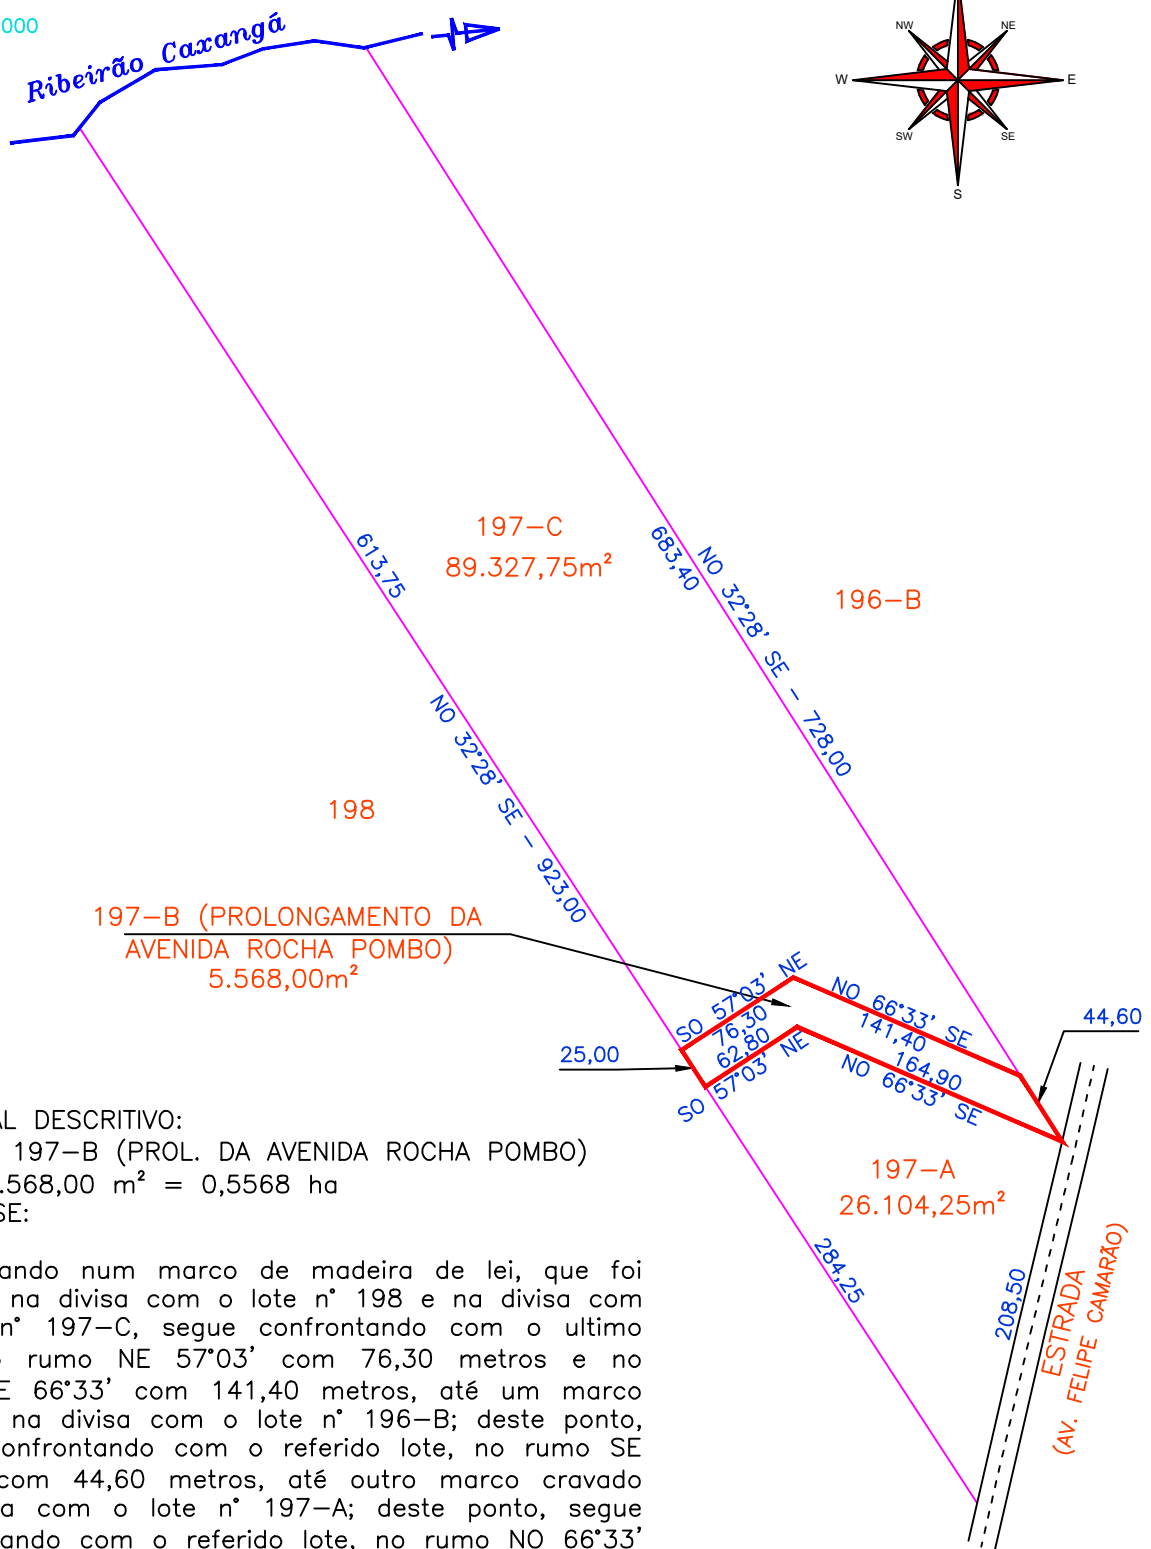 000
Ribeirão Caxangá
NW
NE
W
E
SW
SE
S
197-C
89.327,75m²
613,75
683,40
NO 32°28' SE - 728,00
196-B
NO 32°28' SE - 923,00
198
197-B (PROLONGAMENTO DA
AVENIDA ROCHA POMBO)
5.568,00m²
SO 57°03' NE
76,30
62,80
SO 57°03' NE
NO 66°33' SE
141,40
164,90
NO 66°33' SE
44,60
25,00
197-A
26.104,25m²
284,25
208,50
ESTRADA
(AV. FELIPE CAMARÃO)
AL DESCRITIVO:
197-B (PROL. DA AVENIDA ROCHA POMBO)
.568,00 m² = 0,5568 ha
SE:
ando num marco de madeira de lei, que foi
na divisa com o lote n° 198 e na divisa com
n° 197-C, segue confrontando com o ultimo
o rumo NE 57°03' com 76,30 metros e no
E 66°33' com 141,40 metros, até um marco
na divisa com o lote n° 196-B; deste ponto,
onfrontando com o referido lote, no rumo SE
com 44,60 metros, até outro marco cravado
a com o lote n° 197-A; deste ponto, segue
ando com o referido lote, no rumo NO 66°33'